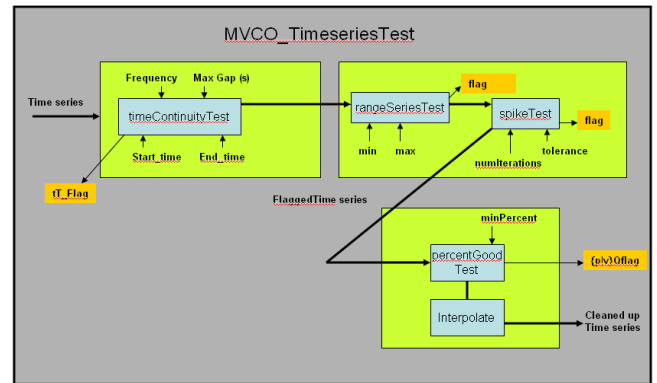 MVCO_TimeseriesTest
Frequency
Max Gap (s)
Time series
timeContinuityTest
Start_time
End_time
tT_Flag
flag
rangeSeriesTest
spikeTest
flag
min
max
tolerance
numIterations
FlaggedTime series
minPercent
percentGood
Test
{p|v}Qflag
Interpolate
Cleaned up
Time series